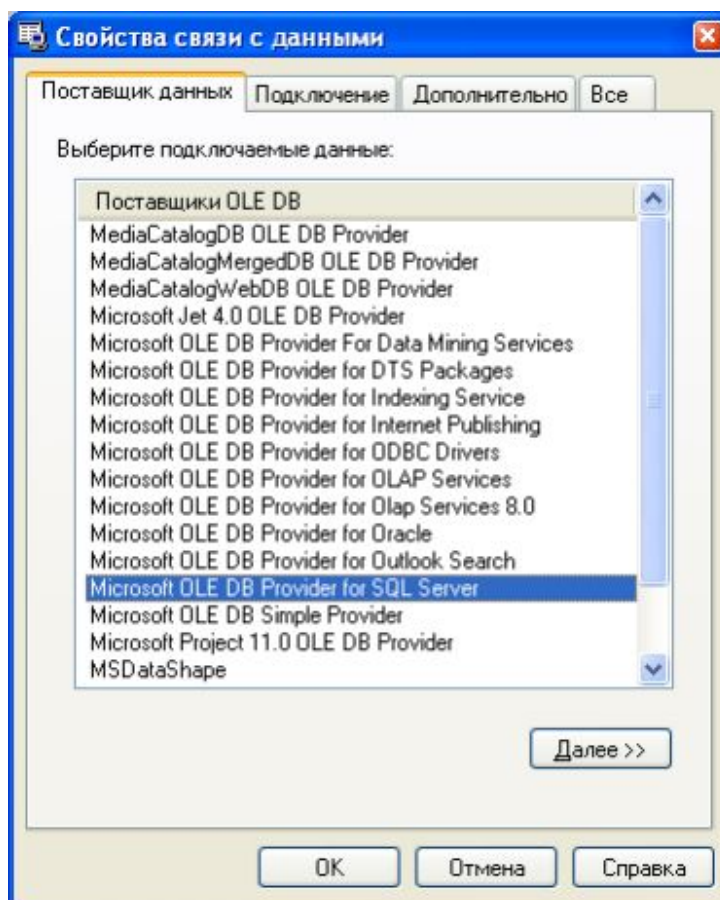 Свойства связи с данными
Поставщик данных Подключение Дополнительно Все
Выберите подключаемые данные:
Поставщики OLE DB
MediaCatalogDB OLE DB Provider
MediaCatalogMergedDB OLE DB Provider
MediaCatalogWebDB OLE DB Provider
Microsoft Jet 4.0 OLE DB Provider
Microsoft OLE DB Provider For Data Mining Services
Microsoft OLE DB Provider for DTS Packages
Microsoft OLE DB Provider for Indexing Service
Microsoft OLE DB Provider for Internet Publishing
Microsoft OLE DB Provider for ODBC Drivers
Microsoft OLE DB Provider for OLAP Services
Microsoft OLE DB Provider for Olap Services 8.0
Microsoft OLE DB Provider for Oracle
Microsoft OLE DB Provider for Outlook Search
Microsoft OLE DB Provider for SQL Server
Microsoft OLE DB Simple Provider
Microsoft Project 11.0 OLE DB Provider
MSDataShape
Далее >>
ОК Отмена Справка